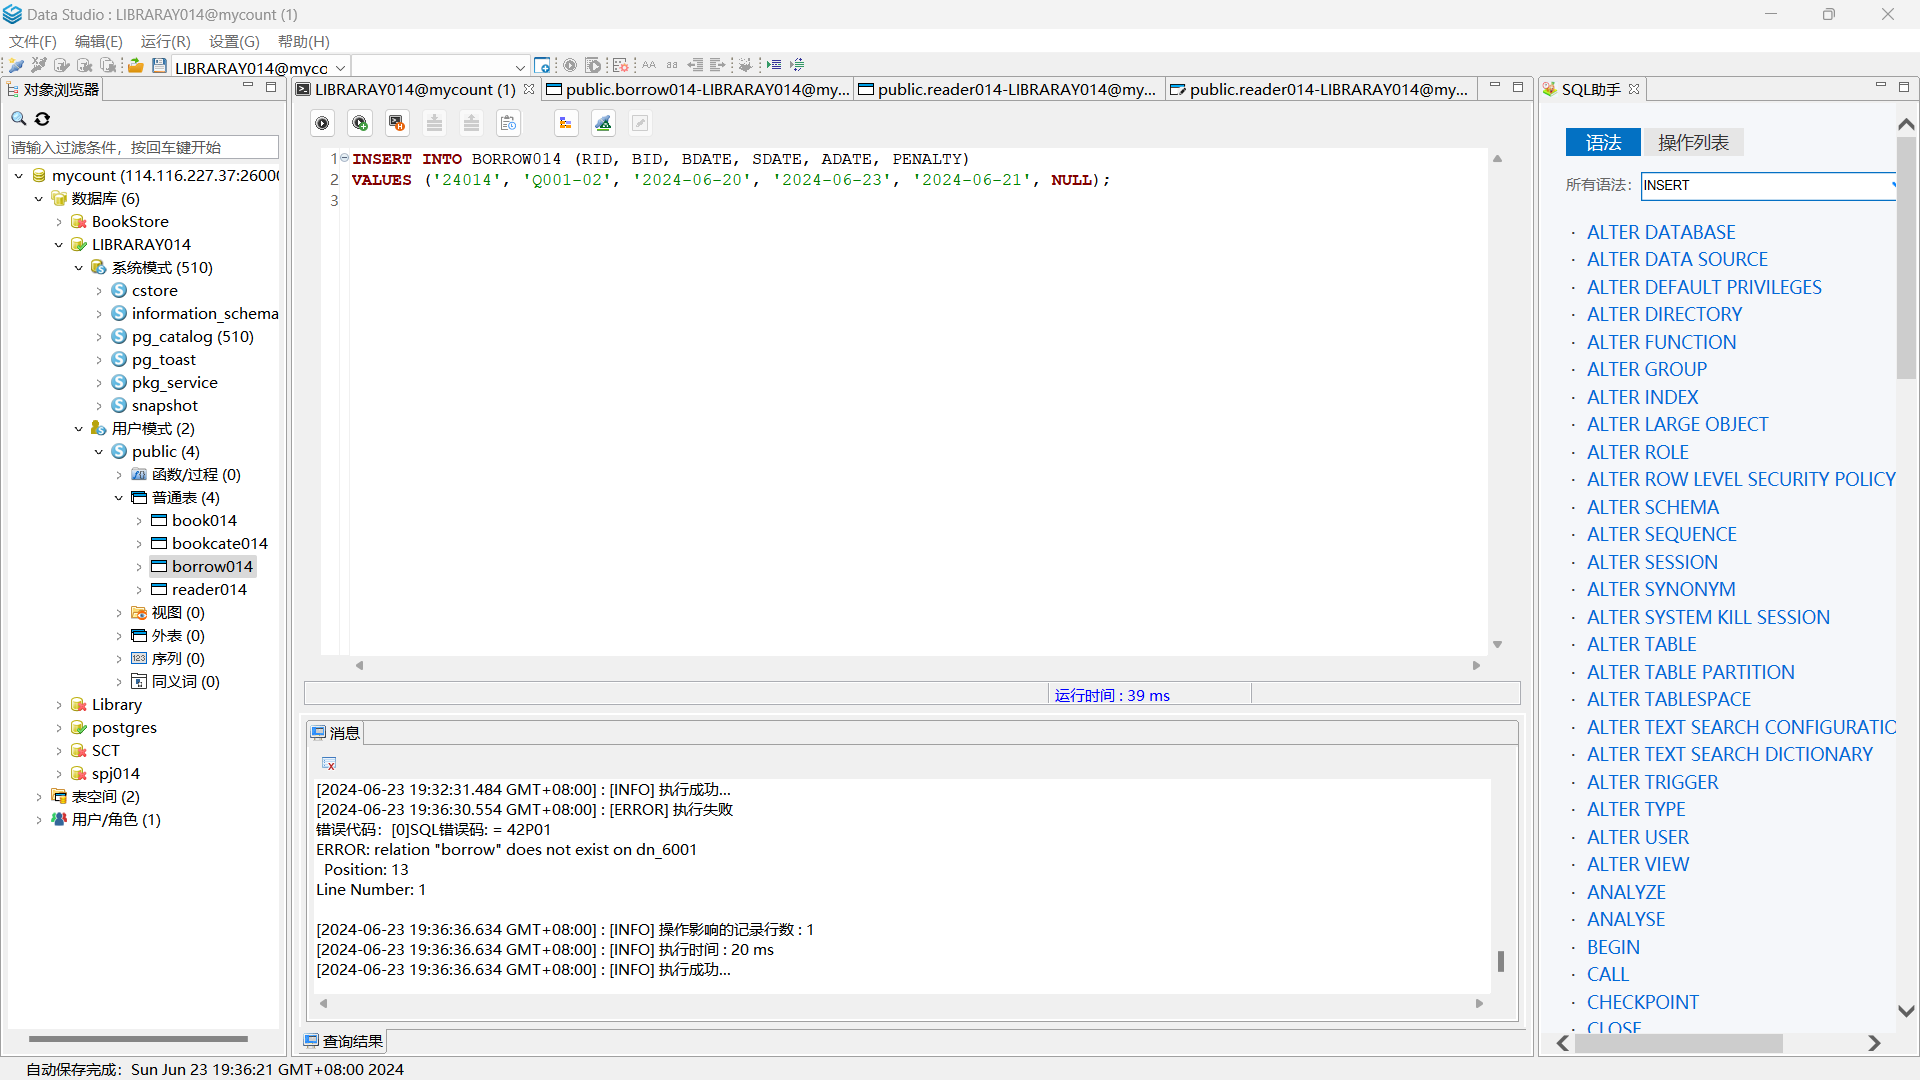 Data Studio : LIBRARAY014@mycount (1)
文件(F) 编辑(E) 运行(R) 设置(G) 帮助(H)
LIBRARAY014@myco
对象浏览器
请输入过滤条件，按回车键开始
mycount (114.116.227.37:2600
数据库 (6)
BookStore
LIBRARAY014
系统模式 (510)
cstore
information_schema
pg_catalog (510)
pg_toast
pkg_service
snapshot
用户模式 (2)
public (4)
函数/过程 (0)
普通表 (4)
book014
bookcate014
borrow014
reader014
视图 (0)
外表 (0)
序列 (0)
同义词 (0)
Library
postgres
SCT
spj014
表空间 (2)
用户/角色 (1)
LIBRARAY014@mycount (1) public.borrow014-LIBRARAY014@my... public.reader014-LIBRARAY014@my... public.reader014-LIBRARAY014@my...
1 INSERT INTO BORROW014 (RID, BID, BDATE, SDATE, ADATE, PENALTY)
2 VALUES ('24014', 'Q001-02', '2024-06-20', '2024-06-23', '2024-06-21', NULL);
3
运行时间 : 39 ms
消息
[2024-06-23 19:32:31.484 GMT+08:00] : [INFO] 执行成功...
[2024-06-23 19:36:30.554 GMT+08:00] : [ERROR] 执行失败
错误代码：[0]SQL错误码: = 42P01
ERROR: relation "borrow" does not exist on dn_6001
Position: 13
Line Number: 1
[2024-06-23 19:36:36.634 GMT+08:00] : [INFO] 操作影响的记录行数 : 1
[2024-06-23 19:36:36.634 GMT+08:00] : [INFO] 执行时间 : 20 ms
[2024-06-23 19:36:36.634 GMT+08:00] : [INFO] 执行成功...
查询结果
SQL助手
语法 操作列表
所有语法: INSERT
· ALTER DATABASE
· ALTER DATA SOURCE
· ALTER DEFAULT PRIVILEGES
· ALTER DIRECTORY
· ALTER FUNCTION
· ALTER GROUP
· ALTER INDEX
· ALTER LARGE OBJECT
· ALTER ROLE
· ALTER ROW LEVEL SECURITY POLICY
· ALTER SCHEMA
· ALTER SEQUENCE
· ALTER SESSION
· ALTER SYNONYM
· ALTER SYSTEM KILL SESSION
· ALTER TABLE
· ALTER TABLE PARTITION
· ALTER TABLESPACE
· ALTER TEXT SEARCH CONFIGURATIO
· ALTER TEXT SEARCH DICTIONARY
· ALTER TRIGGER
· ALTER TYPE
· ALTER USER
· ALTER VIEW
· ANALYZE
· ANALYSE
· BEGIN
· CALL
· CHECKPOINT
· CLOSE
自动保存完成：Sun Jun 23 19:36:21 GMT+08:00 2024